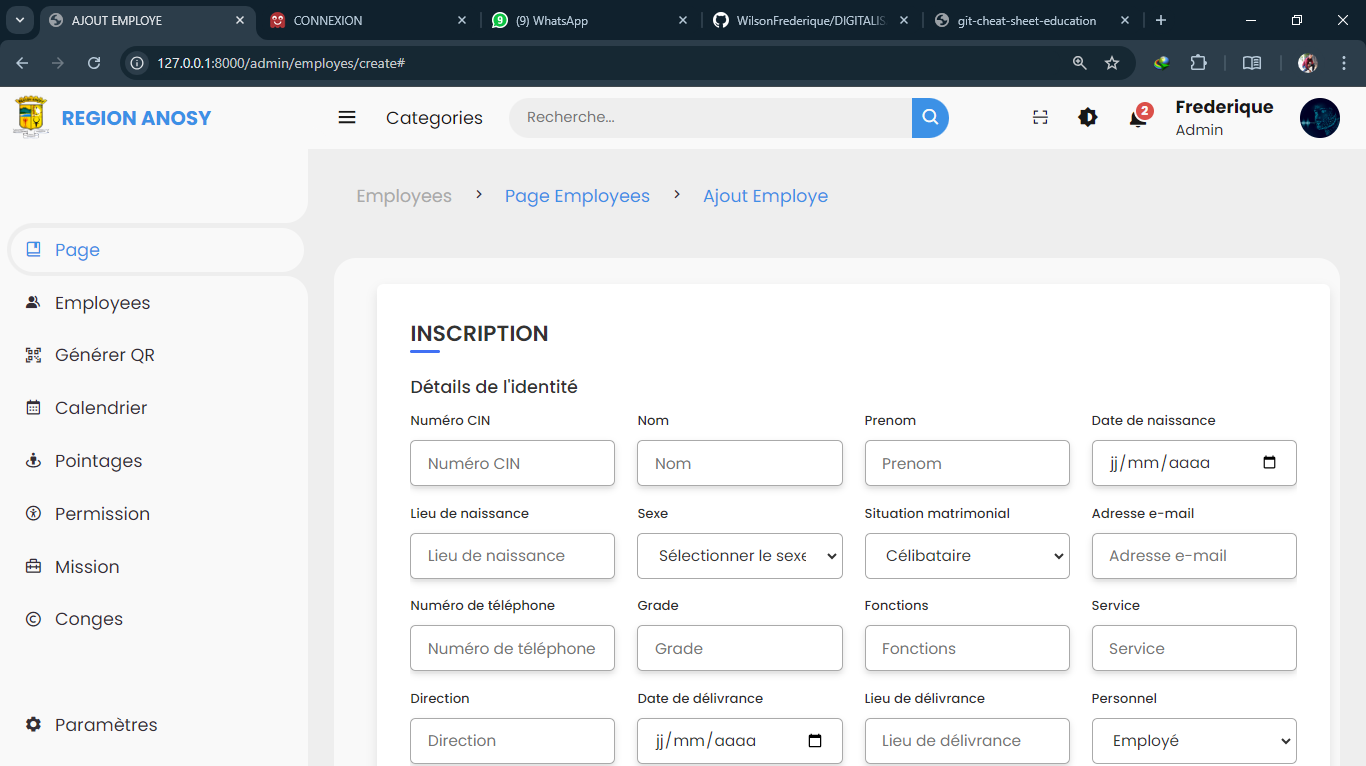 AJOUT EMPLOYE
CONNEXION
(9) WhatsApp
WilsonFrederique/DIGITALIS
git-cheat-sheet-education
127.0.0.1:8000/admin/employes/create#
REGION ANOSY
Categories
Recherche...
2
Frederique
Admin
Employees > Page Employees > Ajout Employe
Page
Employees
Générer QR
Calendrier
Pointages
Permission
Mission
Conges
Paramètres
INSCRIPTION
Détails de l'identité
Numéro CIN Nom Prenom Date de naissance
Numéro CIN Nom Prenom jj/mm/aaaa
Lieu de naissance Sexe Situation matrimonial Adresse e-mail
Lieu de naissance Sélectionner le sexe Célibataire Adresse e-mail
Numéro de téléphone Grade Fonctions Service
Numéro de téléphone Grade Fonctions Service
Direction Date de délivrance Lieu de délivrance Personnel
Direction jj/mm/aaaa Lieu de délivrance Employé